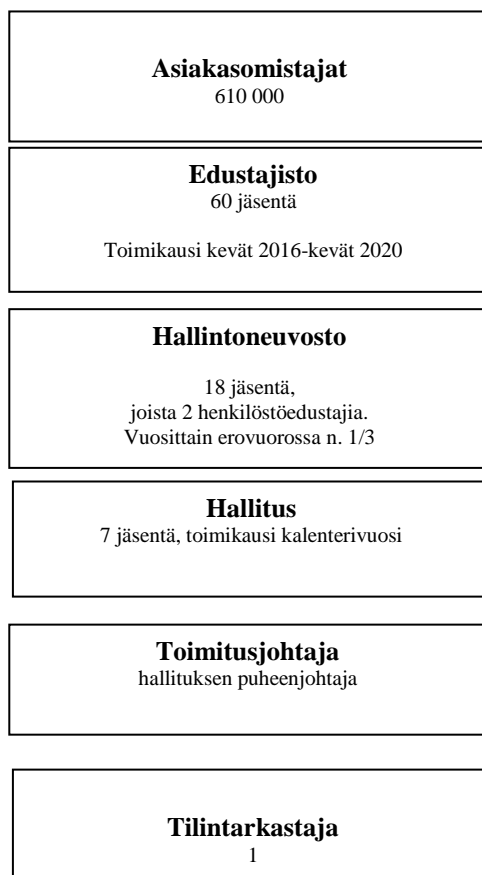 Asiakasomistajat
610 000
Edustajisto
60 jäsentä
Toimikausi kevät 2016-kevät 2020
Hallintoneuvosto
18 jäsentä,
joista 2 henkilöstöedustajia.
Vuosittain erovuorossa n. 1/3
Hallitus
7 jäsentä, toimikausi kalenterivuosi
Toimitusjohtaja
hallituksen puheenjohtaja
Tilintarkastaja
1